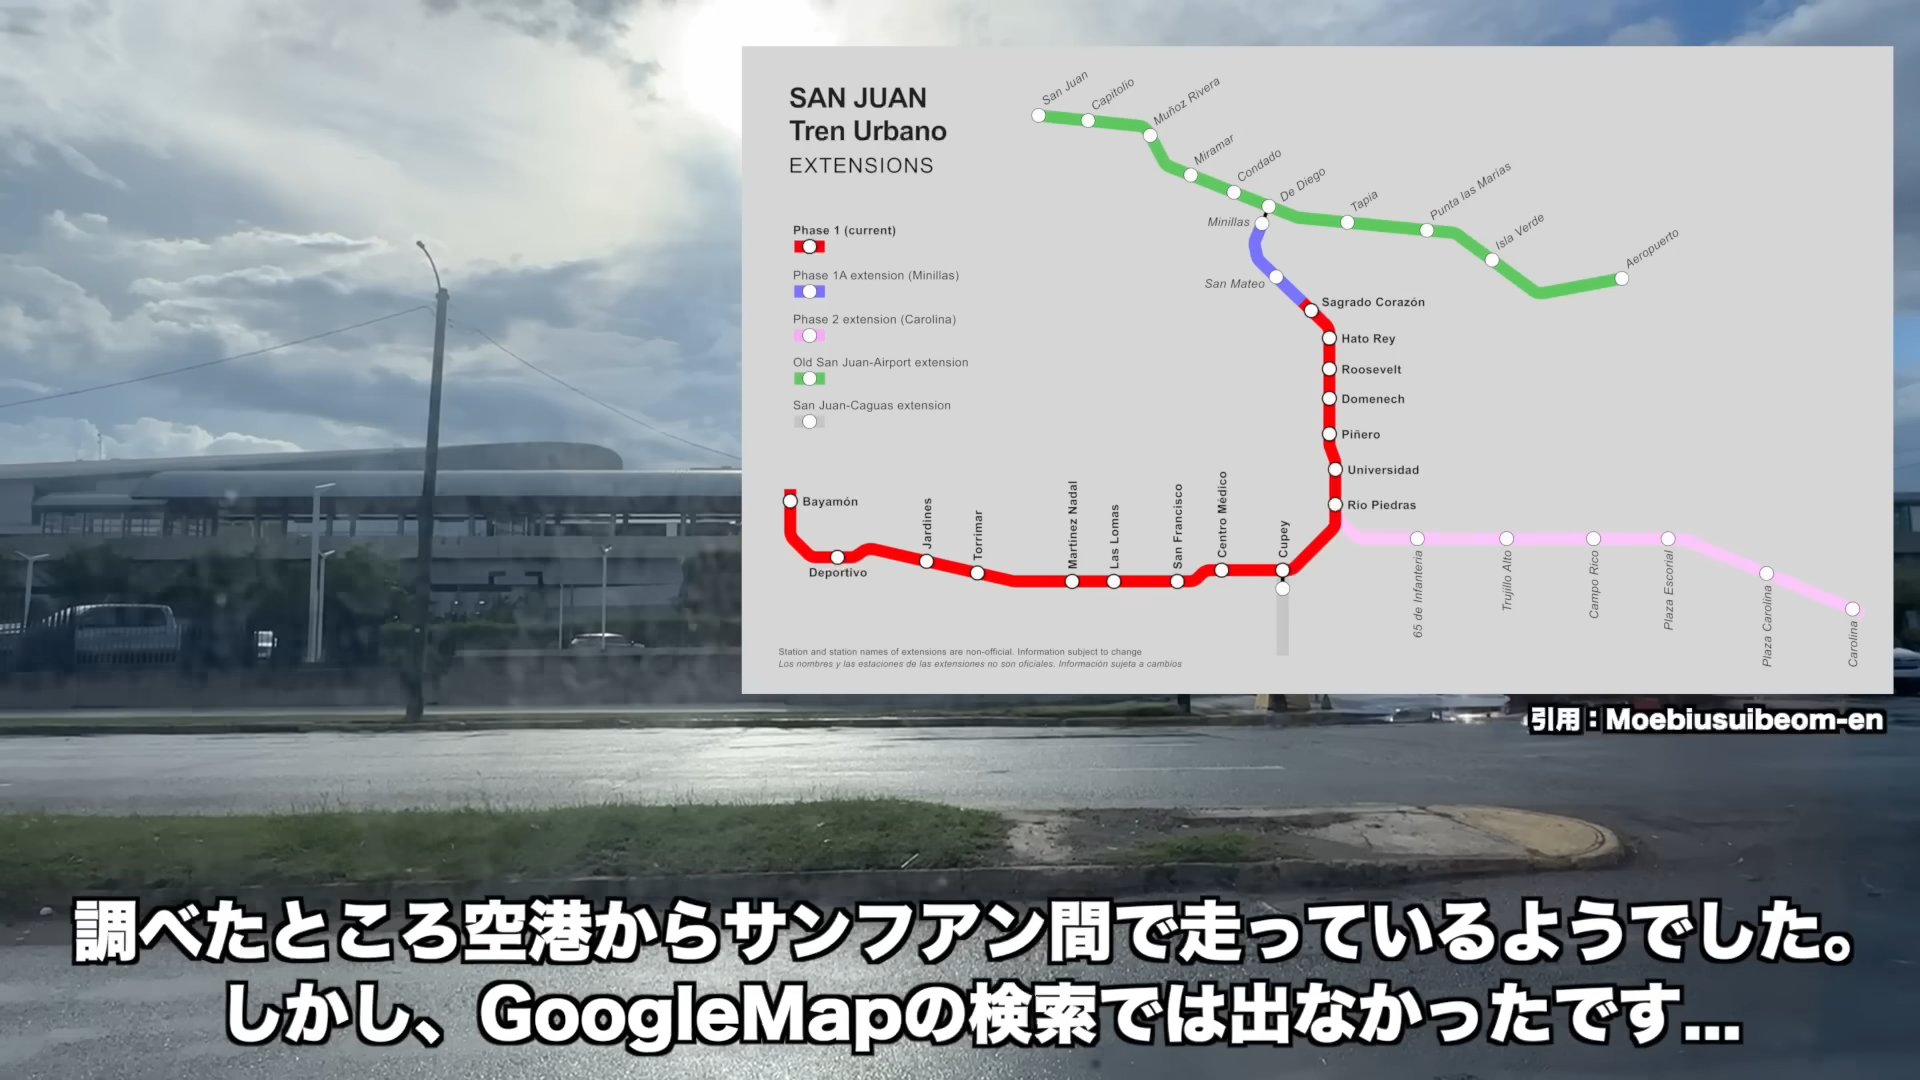 SAN JUAN
Tren Urbano
EXTENSIONS
Phase 1 (current)
Phase 1A extension (Minillas)
Phase 2 extension (Carolina)
Old San Juan-Airport extension
San Juan-Caguas extension
San Juan
Capitolio
Muñoz Rivera
Miramar
Condado
De Diego
Tapia
Punta las Marias
Isla Verde
Aeropuerto
Minillas
San Mateo
Sagrado Corazón
Hato Rey
Roosevelt
Domenech
Piñero
Universidad
Rio Piedras
Bayamón
Deportivo
Jardines
Torrimar
Martinez Nadal
Las Lomas
San Francisco
Centro Médico
Cupey
65 de Infanteria
Trujillo Alto
Campo Rico
Plaza Escorial
Plaza Carolina
Carolina
Station and station names of extensions are non-official. Information subject to change
Los nombres y las estaciones de las extensiones no son oficiales. Información sujeta a cambios
引用：Moebiusuibeom-en
調べたところ空港からサンフアン間で走っているようでした。
しかし、GoogleMapの検索では出なかったです...